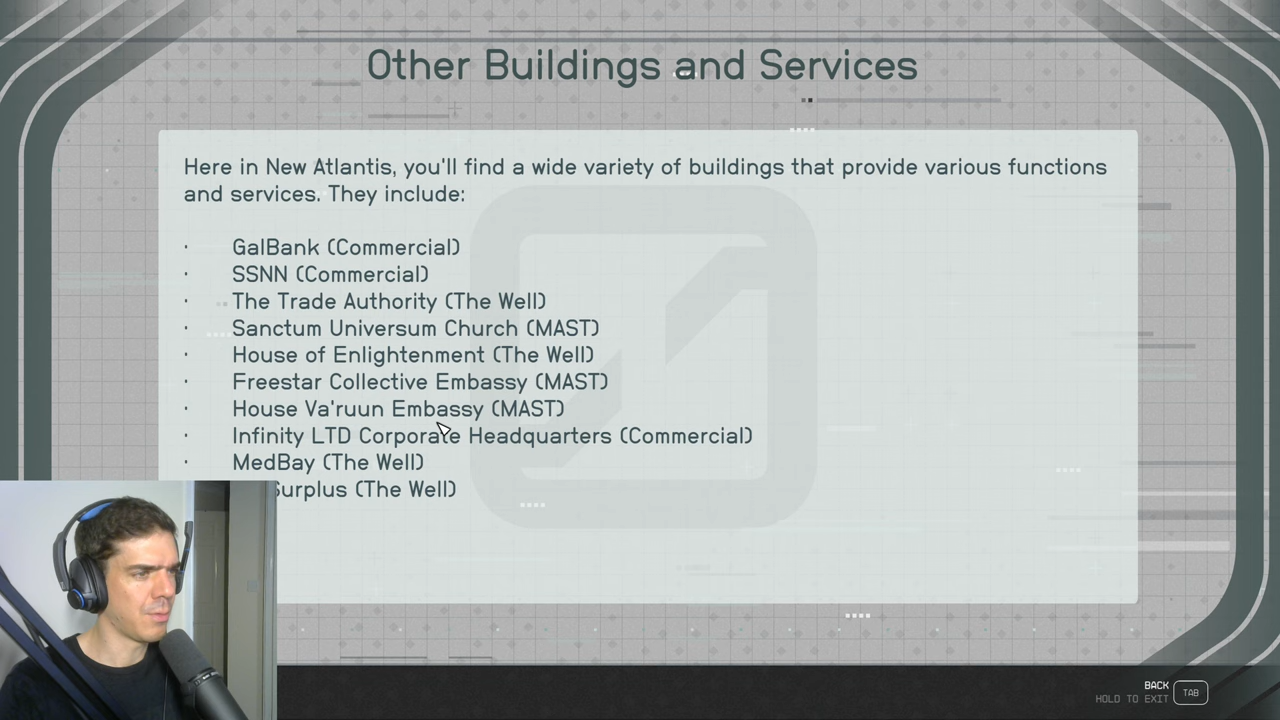 Other Buildings and Services
Here in New Atlantis, you'll find a wide variety of buildings that provide various functions
and services. They include:
· GalBank (Commercial)
· SSNN (Commercial)
· The Trade Authority (The Well)
· Sanctum Universum Church (MAST)
· House of Enlightenment (The Well)
· Freestar Collective Embassy (MAST)
· House Va'ruun Embassy (MAST)
· Infinity LTD Corporate Headquarters (Commercial)
· MedBay (The Well)
Surplus (The Well)
BACK
HOLD TO EXIT TAB